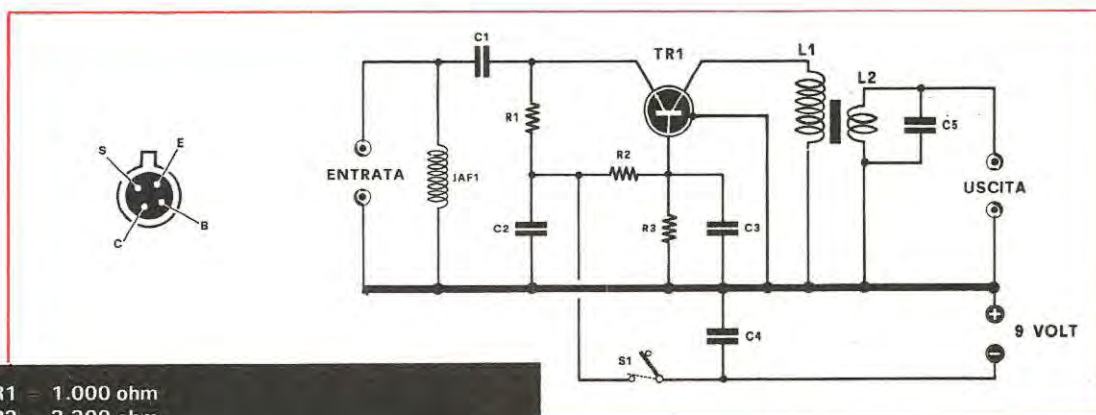 C1
TR1
L1
L2
R1
C5
S
E
ENTRATA
JAF1
R2
USCITA
C2
R3
C3
C
B
C4
S1
9 VOLT
R1 = 1.000 ohm